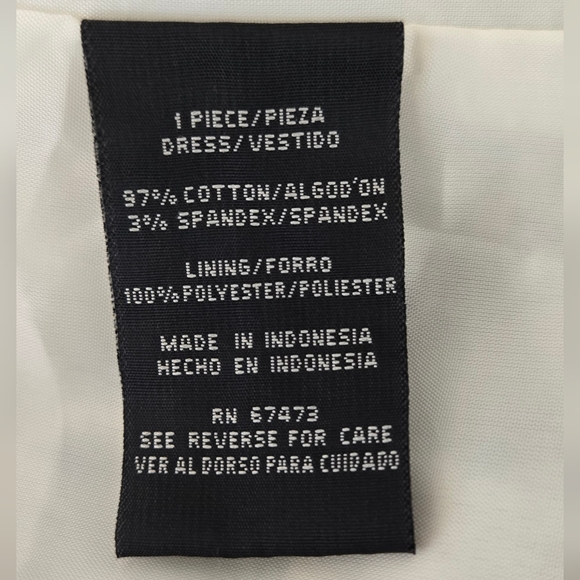 1 PIECE/PIEZA
DRESS/VESTIDO
97% COTTON/ALGOD'ON
3% SPANDEX/SPANDEX
LINING/FORRO
100%POLYESTER/POLIESTER
MADE IN INDONESIA
HECHO EN INDONESIA
RN 67473
SEE REVERSE FOR CARE
VER AL DORSO PARA CUIDADO